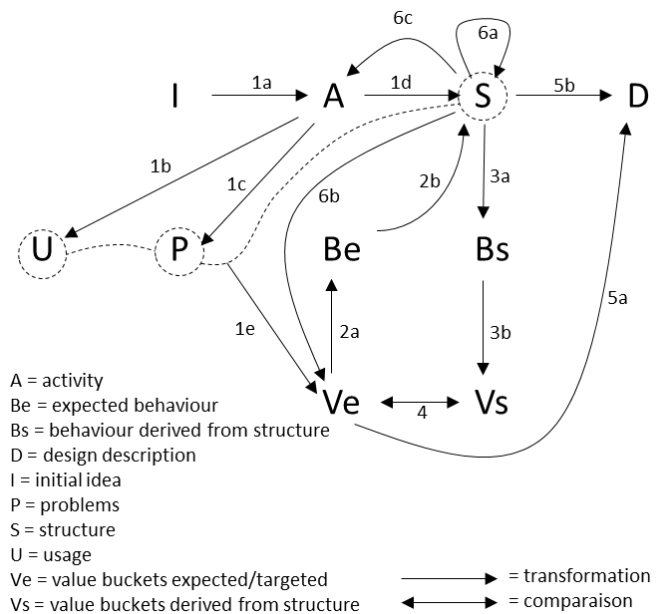 6c
6a
I
1a
A
1d
S
5b
D
1b
1c
6b
2b
3a
U
P
Be
Bs
5a
1e
2a
3b
Ve
4
Vs
A = activity
Be = expected behaviour
Bs = behaviour derived from structure
D = design description
I = initial idea
P = problems
S = structure
U = usage
Ve = value buckets expected/targeted
Vs = value buckets derived from structure
= transformation
= comparaison